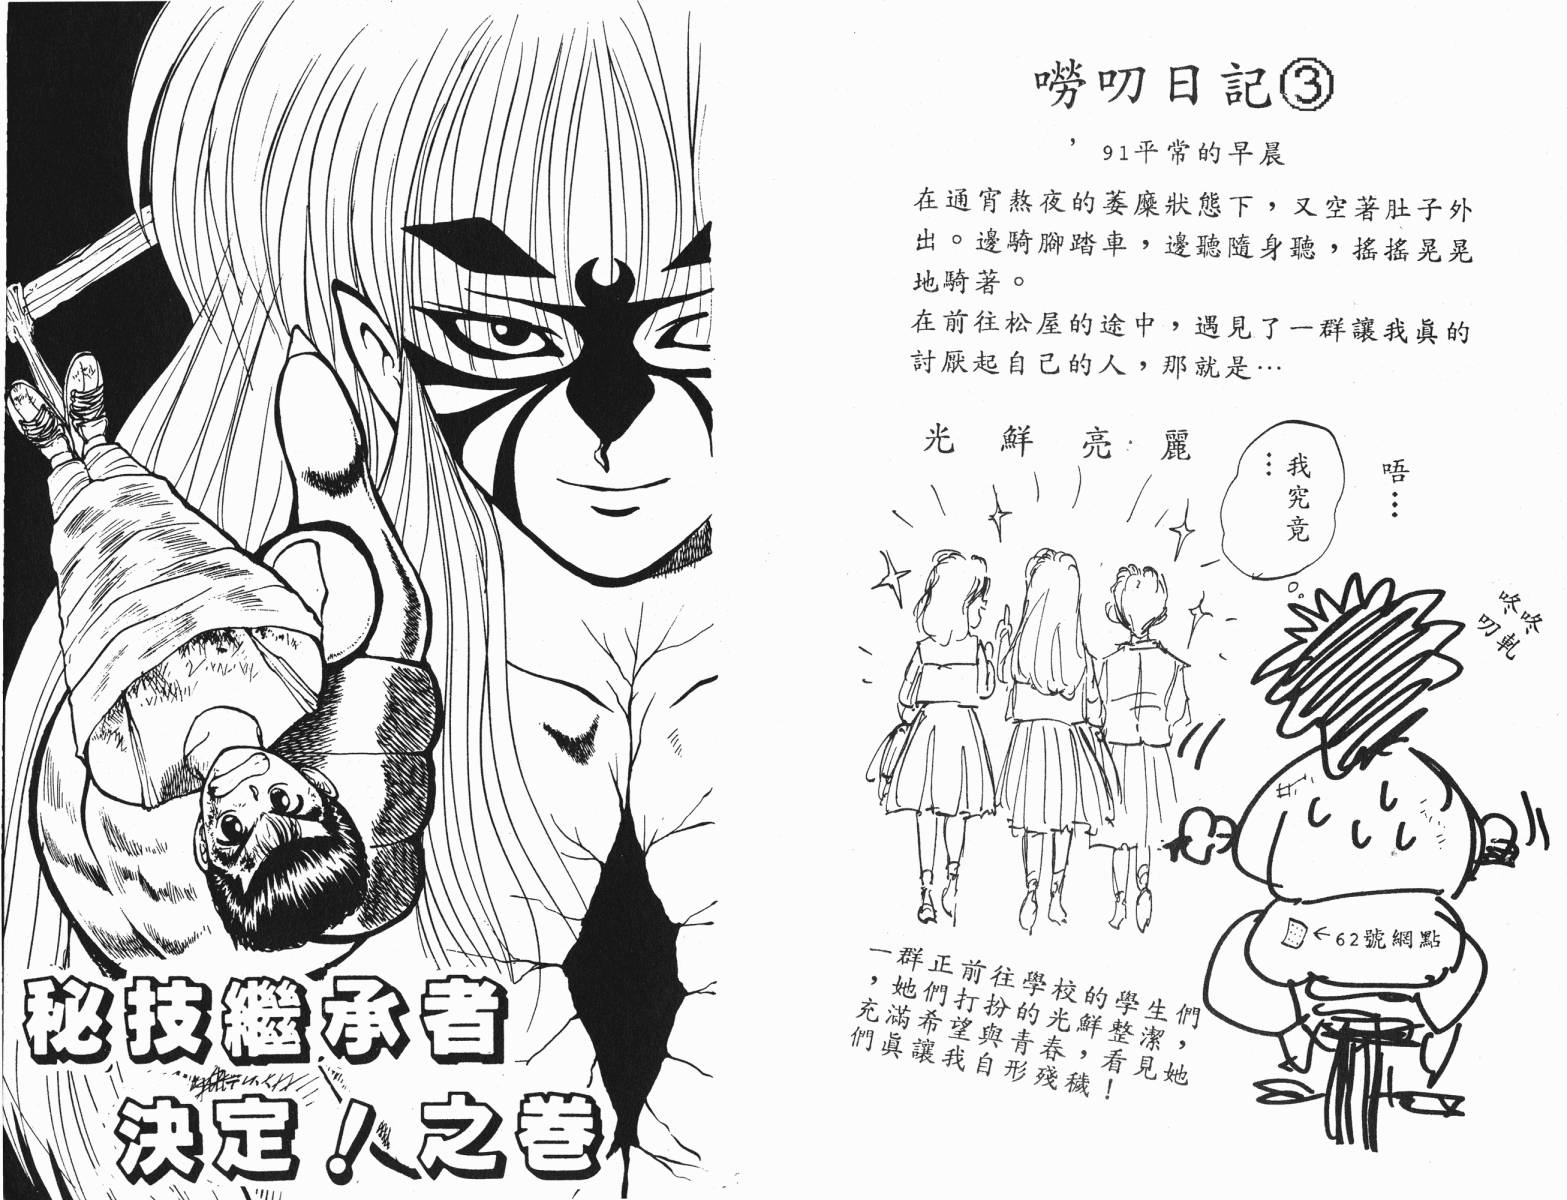 嘮叨日記③
’91平常的早晨
在通宵熬夜的萎糜狀態下，又空著肚子外
出。邊騎腳踏車，邊聽隨身聽，搖搖晃晃
地騎著。
在前往松屋的途中，遇見了一群讓我眞的
討厭起自己的人，那就是…
光鮮亮麗
唔…
我究竟
…
咚咚
叨軋
←62號網點
一群正前往學校的學生們
，她們打扮的光鮮整潔，
充滿希望與青春，看見她
們眞讓我自形殘穢！
秘技繼承者
決定！之巻